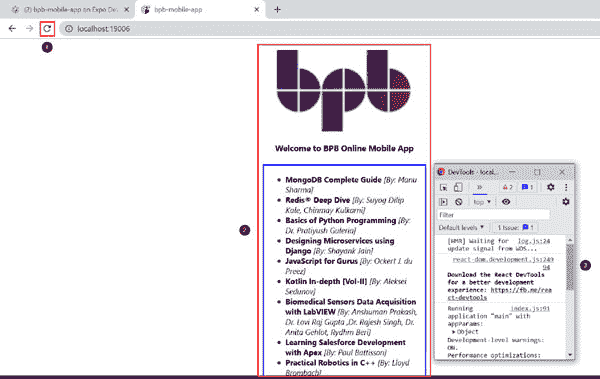 (2) bpb-mobile-app on Expo Dev
bpb-mobile-app
localhost:19006
1
bpb
Welcome to BPB Online Mobile App
MongoDB Complete Guide [By: Manu
Sharma]
Redis® Deep Dive [By: Suyog Dilip
Kale, Chinmay Kulkarni]
Basics of Python Programming [By:
Dr. Pratiyush Guleria]
Designing Microservices using
Django [By: Shayank Jain]
JavaScript for Gurus [By: Ockert J. du
Preez]
Kotlin In-depth [Vol-II] [By: Aleksei
Sedunov]
Biomedical Sensors Data Acquisition
with LabVIEW [By: Anshuman Prakash,
Dr. Lovi Raj Gupta ,Dr. Rajesh Singh, Dr.
Anita Gehlot, Rydhm Beri]
Learning Salesforce Development
with Apex [By: Paul Battisson]
Practical Robotics in C++ [By: Lloyd
Brombach]
2
DevTools - local...
2
1
top
Filter
Default levels
1 Issue: 1
[HMR] Waiting for log.js:24
update signal from WDS...
react-dom.development.js:249
94
Download the React DevTools
for a better development
experience: https://fb.me/rea
ct-devtools
Running index.js:91
application "main" with
appParams:
Object
Development-level warnings:
ON.
Performance optimizations:
3